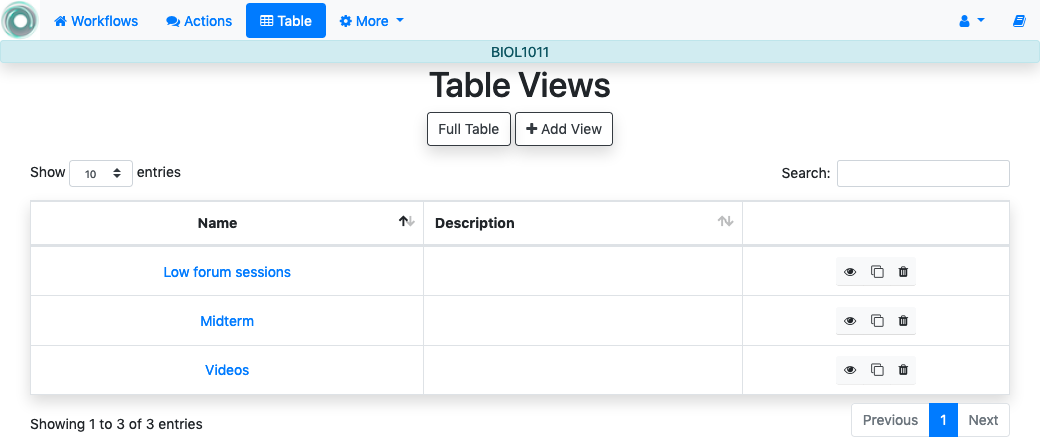 Workflows Actions Table More
BIOL1011
Table Views
Full Table Add View
Show 10 entries Search:
Name Description
Low forum sessions
Midterm
Videos
Showing 1 to 3 of 3 entries Previous 1 Next